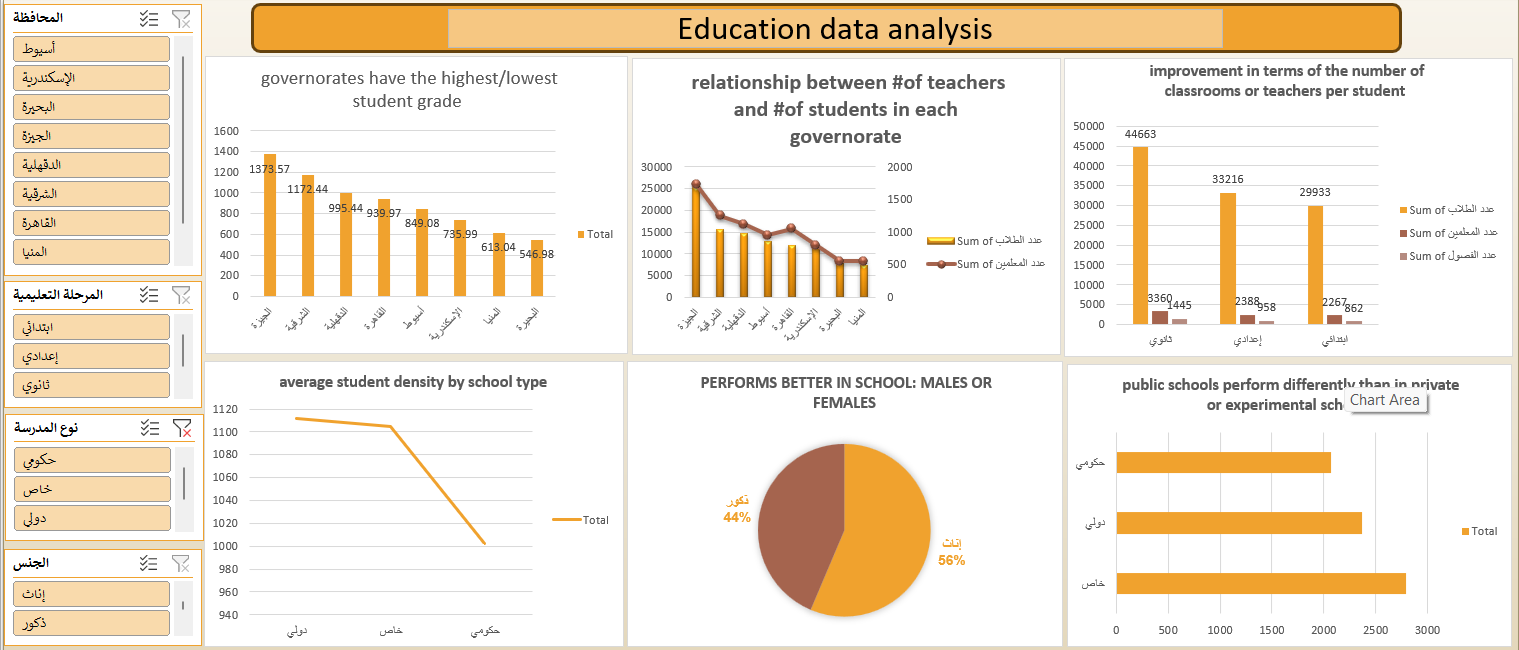 Education data analysis
المحافظة
أسيوط
الإسكندرية
البحيرة
الجيزة
الدقهلية
الشرقية
القاهرة
المنيا
المرحلة التعليمية
ابتدائي
إعدادي
ثانوي
نوع المدرسة
حكومي
خاص
دولي
الجنس
إناث
ذكور
governorates have the highest/lowest
student grade
1600
1400
1200
1000
800
600
400
200
0
1373.57
1172.44
995.44
939.97
849.08
735.99
613.04
546.98
الجيزة
الشرقية
الدقهلية
القاهرة
أسيوط
الإسكندرية
المنيا
البحيرة
Total
relationship between #of teachers
and #of students in each
governorate
30000
25000
20000
15000
10000
5000
0
2000
1500
1000
500
0
الجيزة
الشرقية
الدقهلية
أسيوط
القاهرة
الإسكندرية
البحيرة
المنيا
Sum of عدد الطلاب
Sum of عدد المعلمين
improvement in terms of the number of
classrooms or teachers per student
50000
45000
40000
35000
30000
25000
20000
15000
10000
5000
0
44663
3360
1445
33216
2388
958
29933
2267
862
ثانوي
إعدادي
ابتدائي
Sum of عدد الطلاب
Sum of عدد المعلمين
Sum of عدد الفصول
average student density by school type
1120
1100
1080
1060
1040
1020
1000
980
960
940
دولي
خاص
حكومي
Total
PERFORMS BETTER IN SCHOOL: MALES OR
FEMALES
ذكور
44%
إناث
56%
public schools perform differently than in private
or experimental sch
Chart Area
حكومي
دولي
خاص
0
500
1000
1500
2000
2500
3000
Total